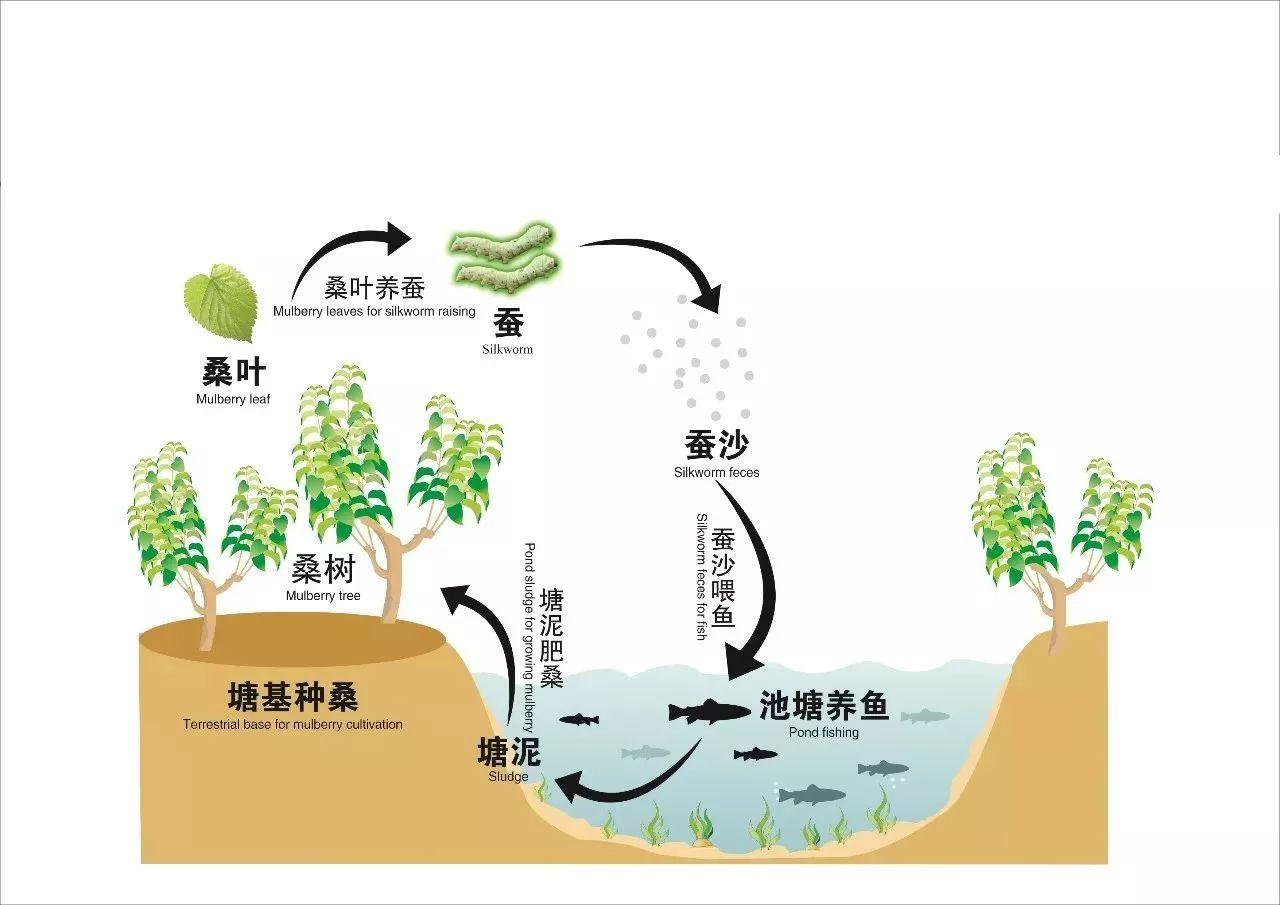 桑叶养蚕
Mulberry leaves for silkworm raising
蚕
Silkworm
桑叶
Mulberry leaf
蚕沙
Silkworm feces
蚕沙喂鱼
Silkworm feces for fish
桑树
Mulberry tree
塘泥肥桑
Pond sludge for growing mulberry
塘基种桑
Terrestrial base for mulberry cultivation
池塘养鱼
Pond fishing
塘泥
Sludge